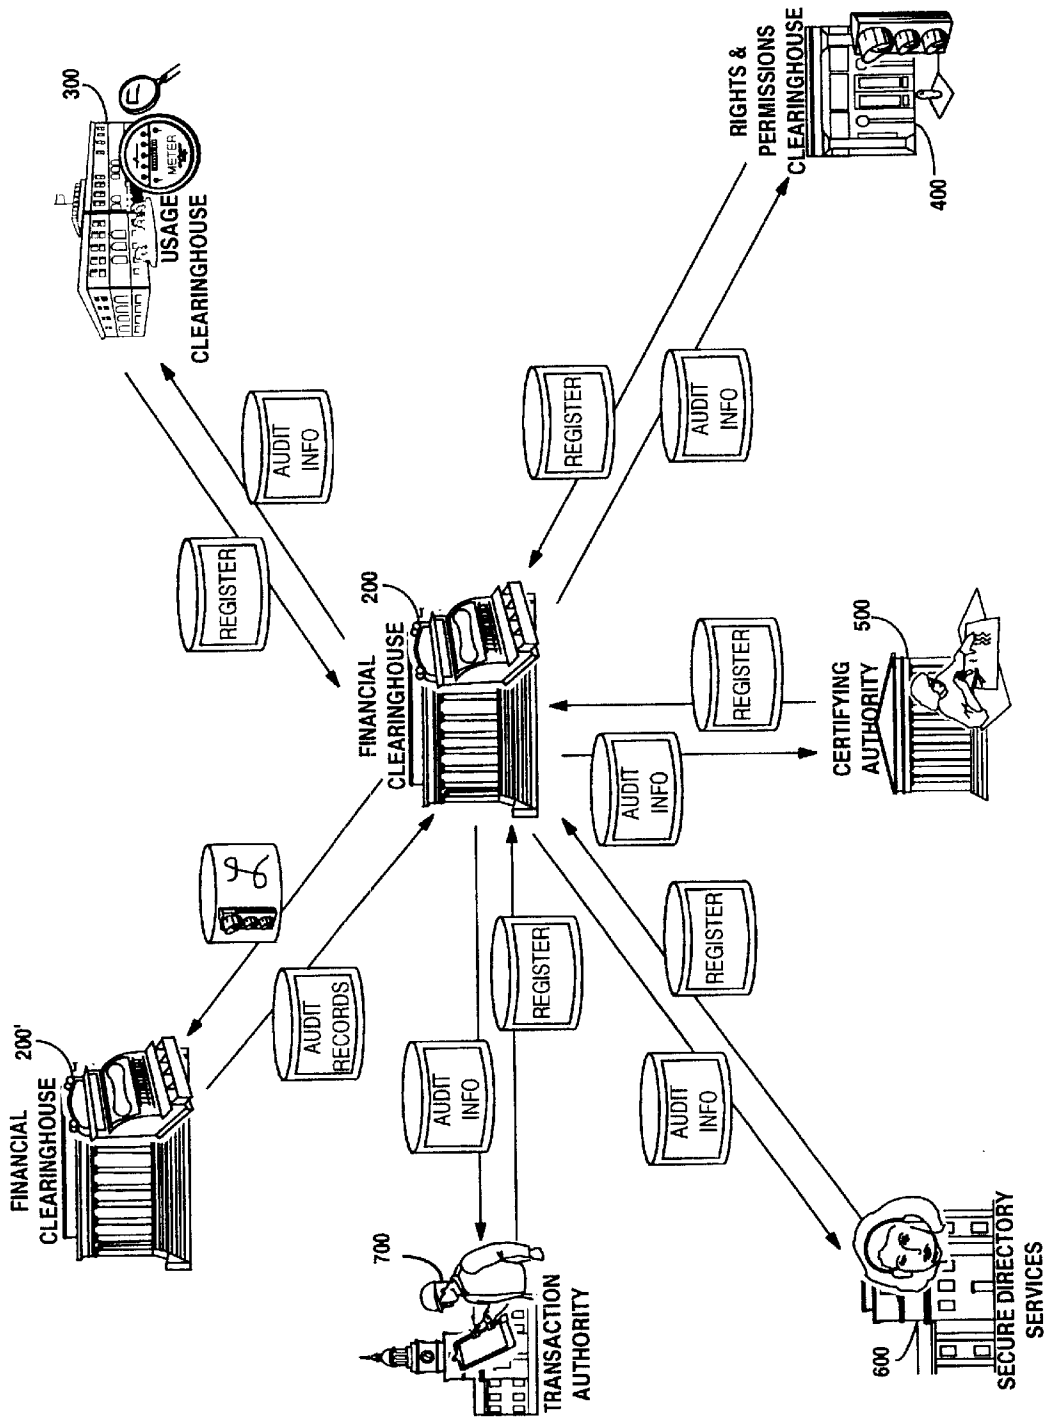 FINANCIAL
CLEARINGHOUSE
200'
TRANSACTION
AUTHORITY
700
SECURE DIRECTORY
SERVICES
600
AUDIT
RECORDS
AUDIT
INFO
REGISTER
AUDIT
INFO
REGISTER
FINANCIAL
CLEARINGHOUSE
200
AUDIT
INFO
REGISTER
CERTIFYING
AUTHORITY
500
REGISTER
AUDIT
INFO
REGISTER
AUDIT
INFO
USAGE
CLEARINGHOUSE
METER
300
RIGHTS &
PERMISSIONS
CLEARINGHOUSE
400